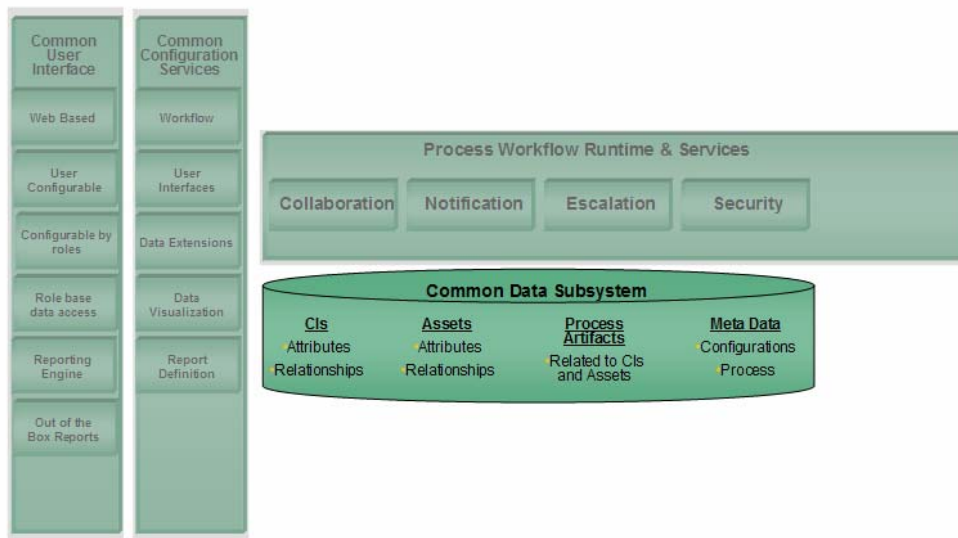 Common
User
Interface
Web Based
User
Configurable
Configurable by
roles
Role base
data access
Reporting
Engine
Out of the
Box Reports
Common
Configuration
Services
Workflow
User
Interfaces
Data Extensions
Data
Visualization
Report
Definition
Process Workflow Runtime & Services
Collaboration
Notification
Escalation
Security
Common Data Subsystem
CIs
•Attributes
•Relationships
Assets
•Attributes
•Relationships
Process
Artifacts
•Related to CIs
and Assets
Meta Data
•Configurations
•Process